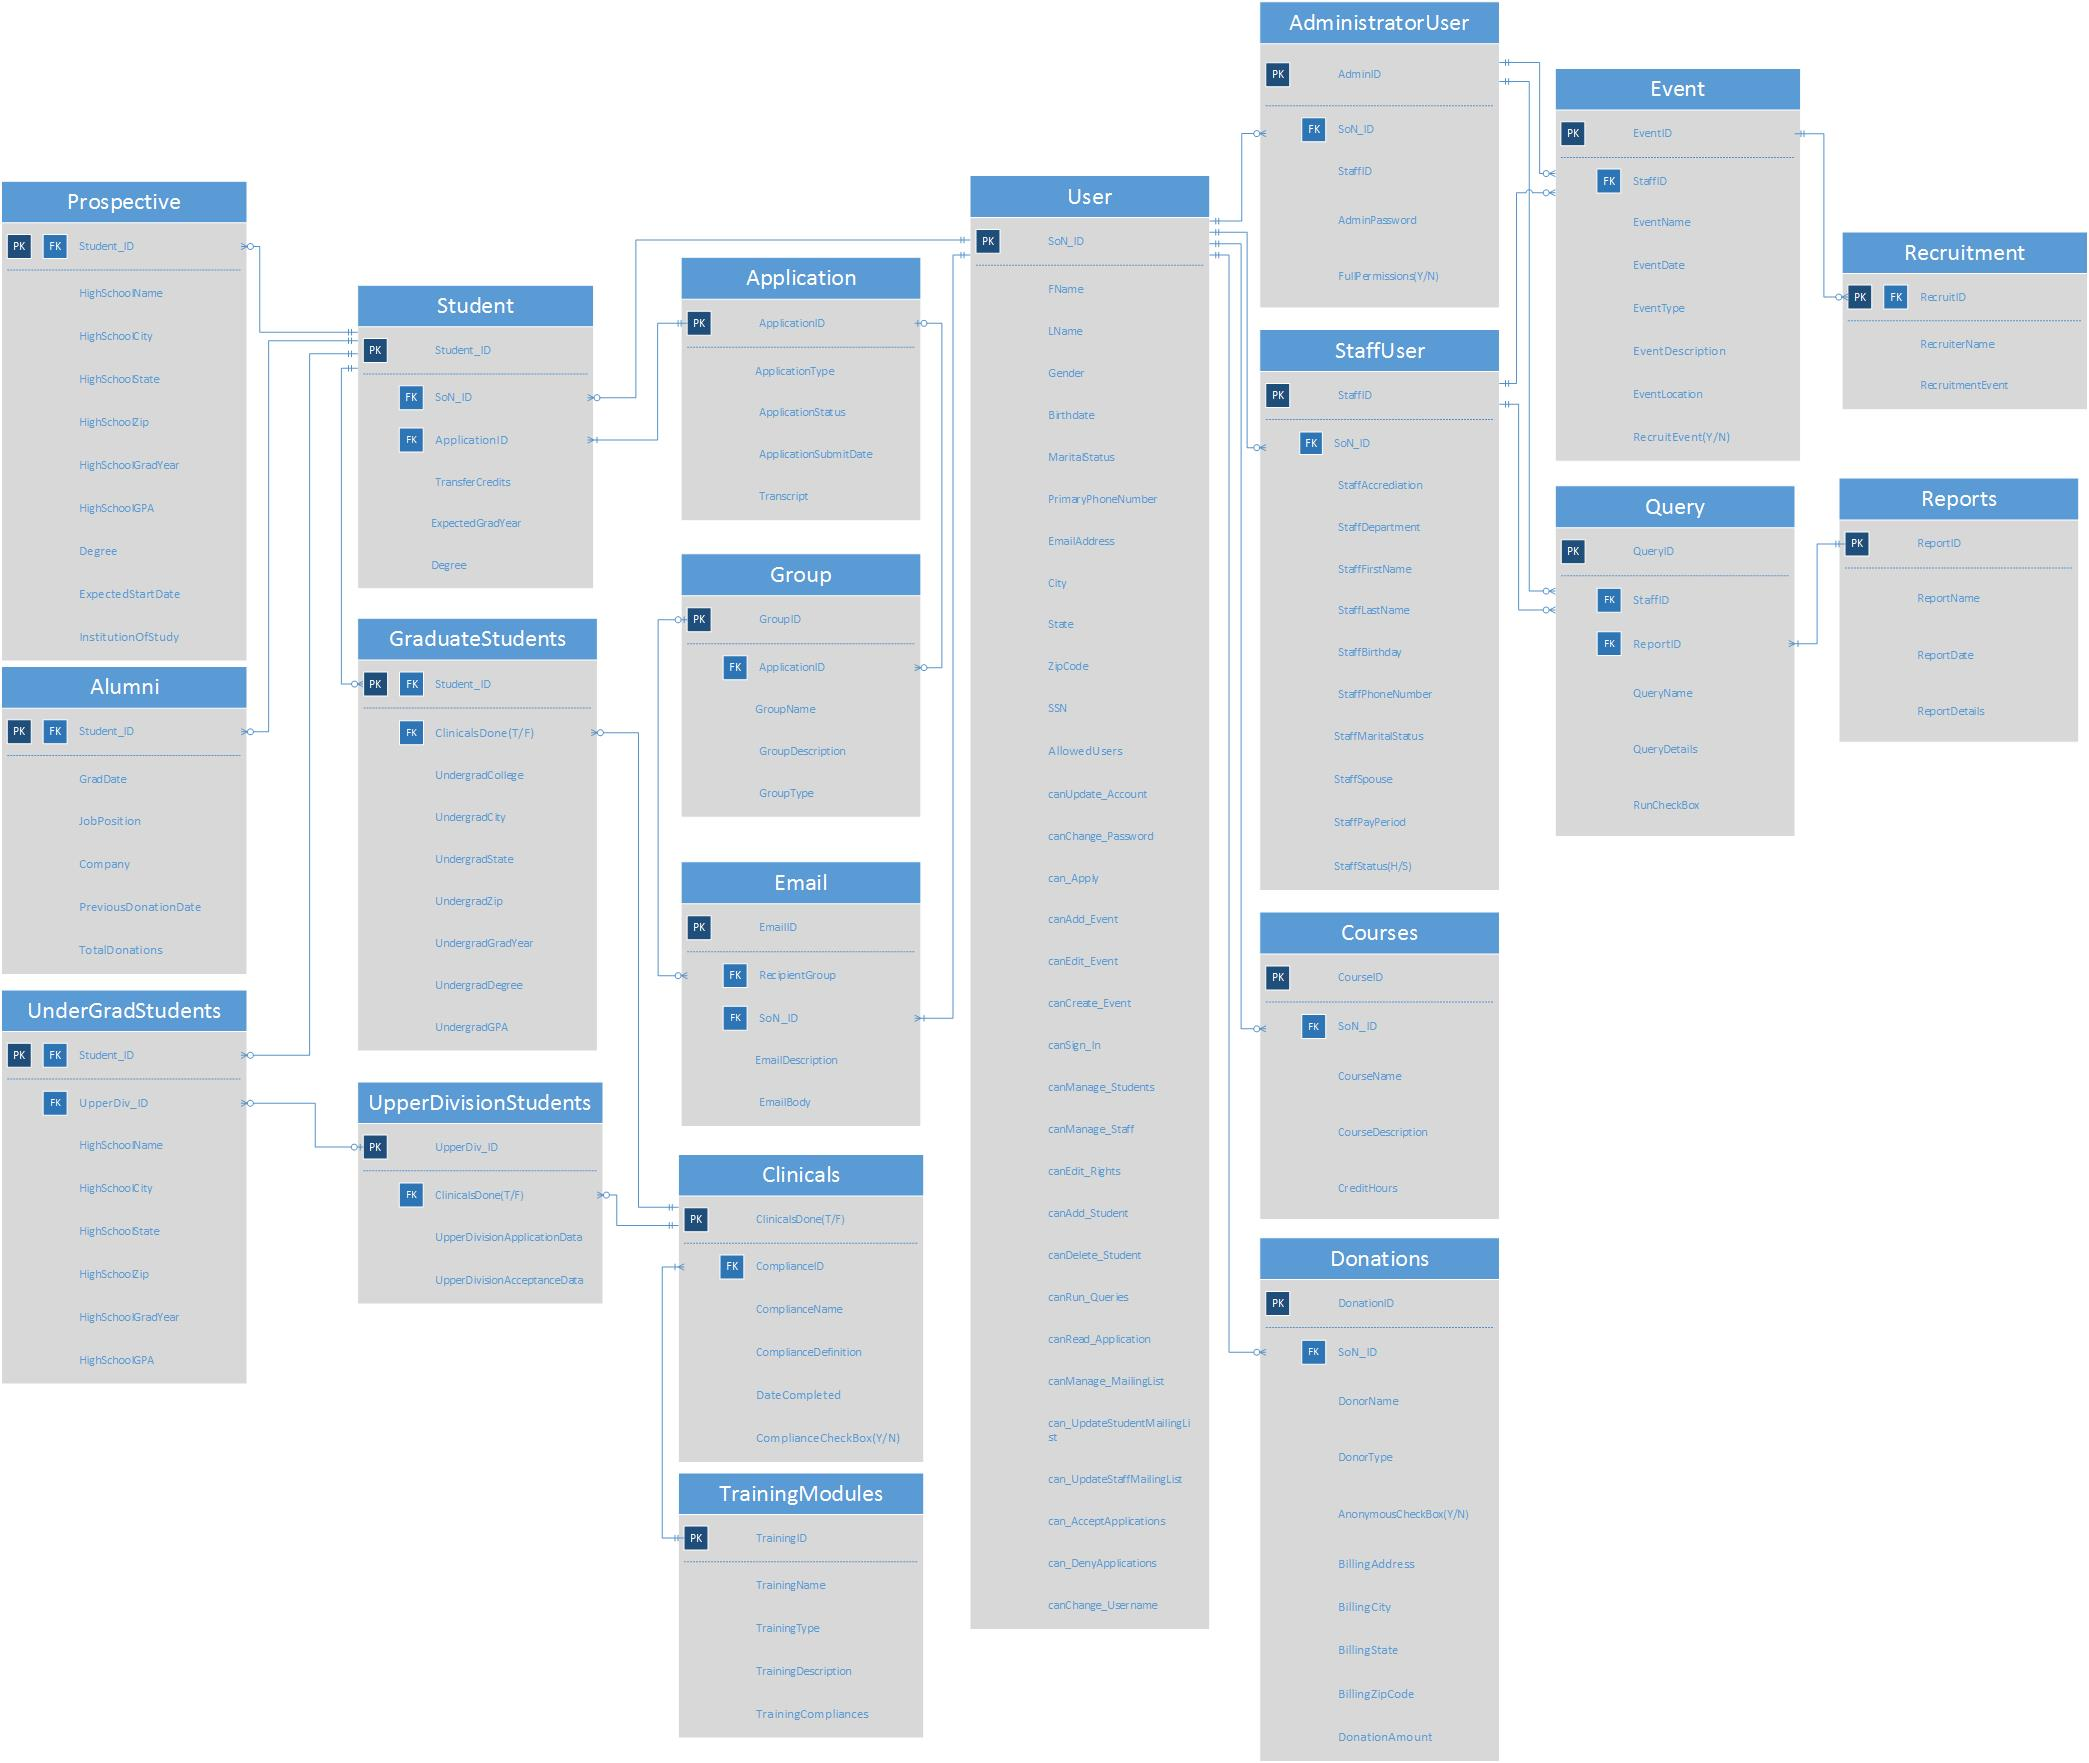 Prospective
PK FK Student_ID
HighSchoolName
HighSchoolCity
HighSchoolState
HighSchoolZip
HighSchoolGradYear
HighSchoolGPA
Degree
ExpectedStartDate
InstitutionOfStudy
Alumni
PK FK Student_ID
GradDate
JobPosition
Company
PreviousDonationDate
TotalDonations
UnderGradStudents
PK FK Student_ID
FK UpperDiv_ID
HighSchoolName
HighSchoolCity
HighSchoolState
HighSchoolZip
HighSchoolGradYear
HighSchoolGPA
Student
PK Student_ID
FK SoN_ID
FK ApplicationID
TransferCredits
ExpectedGradYear
Degree
GraduateStudents
PK FK Student_ID
FK ClinicalsDone(T/F)
UndergradCollege
UndergradCity
UndergradState
UndergradZip
UndergradGradYear
UndergradDegree
UndergradGPA
UpperDivisionStudents
PK UpperDiv_ID
FK ClinicalsDone(T/F)
UpperDivisionApplicationData
UpperDivisionAcceptanceData
Application
PK ApplicationID
ApplicationType
ApplicationStatus
ApplicationSubmitDate
Transcript
Group
PK GroupID
FK ApplicationID
GroupName
GroupDescription
GroupType
Email
PK EmailID
FK RecipientGroup
FK SoN_ID
EmailDescription
EmailBody
Clinicals
PK ClinicalsDone(T/F)
FK ComplianceID
ComplianceName
ComplianceDefinition
DateCompleted
ComplianceCheckBox(Y/N)
TrainingModules
PK TrainingID
TrainingName
TrainingType
TrainingDescription
TrainingCompliances
User
PK SoN_ID
FName
LName
Gender
Birthdate
MaritalStatus
PrimaryPhoneNumber
EmailAddress
City
State
ZipCode
SSN
AllowedUsers
canUpdate_Account
canChange_Password
can_Apply
canAdd_Event
canEdit_Event
canCreate_Event
canSign_In
canManage_Students
canManage_Staff
canEdit_Rights
canAdd_Student
canDelete_Student
canRun_Queries
canRead_Application
canManage_MailingList
can_UpdateStudentMailingLi
st
can_UpdateStaffMailingList
can_AcceptApplications
can_DenyApplications
canChange_Username
AdministratorUser
PK AdminID
FK SoN_ID
StaffID
AdminPassword
FullPermissions(Y/N)
StaffUser
PK StaffID
FK SoN_ID
StaffAccrediation
StaffDepartment
StaffFirstName
StaffLastName
StaffBirthday
StaffPhoneNumber
StaffMaritalStatus
StaffSpouse
StaffPayPeriod
StaffStatus(H/S)
Courses
PK CourseID
FK SoN_ID
CourseName
CourseDescription
CreditHours
Donations
PK DonationID
FK SoN_ID
DonorName
DonorType
AnonymousCheckBox(Y/N)
BillingAddress
BillingCity
BillingState
BillingZipCode
DonationAmount
Event
PK EventID
FK StaffID
EventName
EventDate
EventType
EventDescription
EventLocation
RecruitEvent(Y/N)
Query
PK QueryID
FK StaffID
FK ReportID
QueryName
QueryDetails
RunCheckBox
Recruitment
PK FK RecruitID
RecruiterName
RecruitmentEvent
Reports
PK ReportID
ReportName
ReportDate
ReportDetails